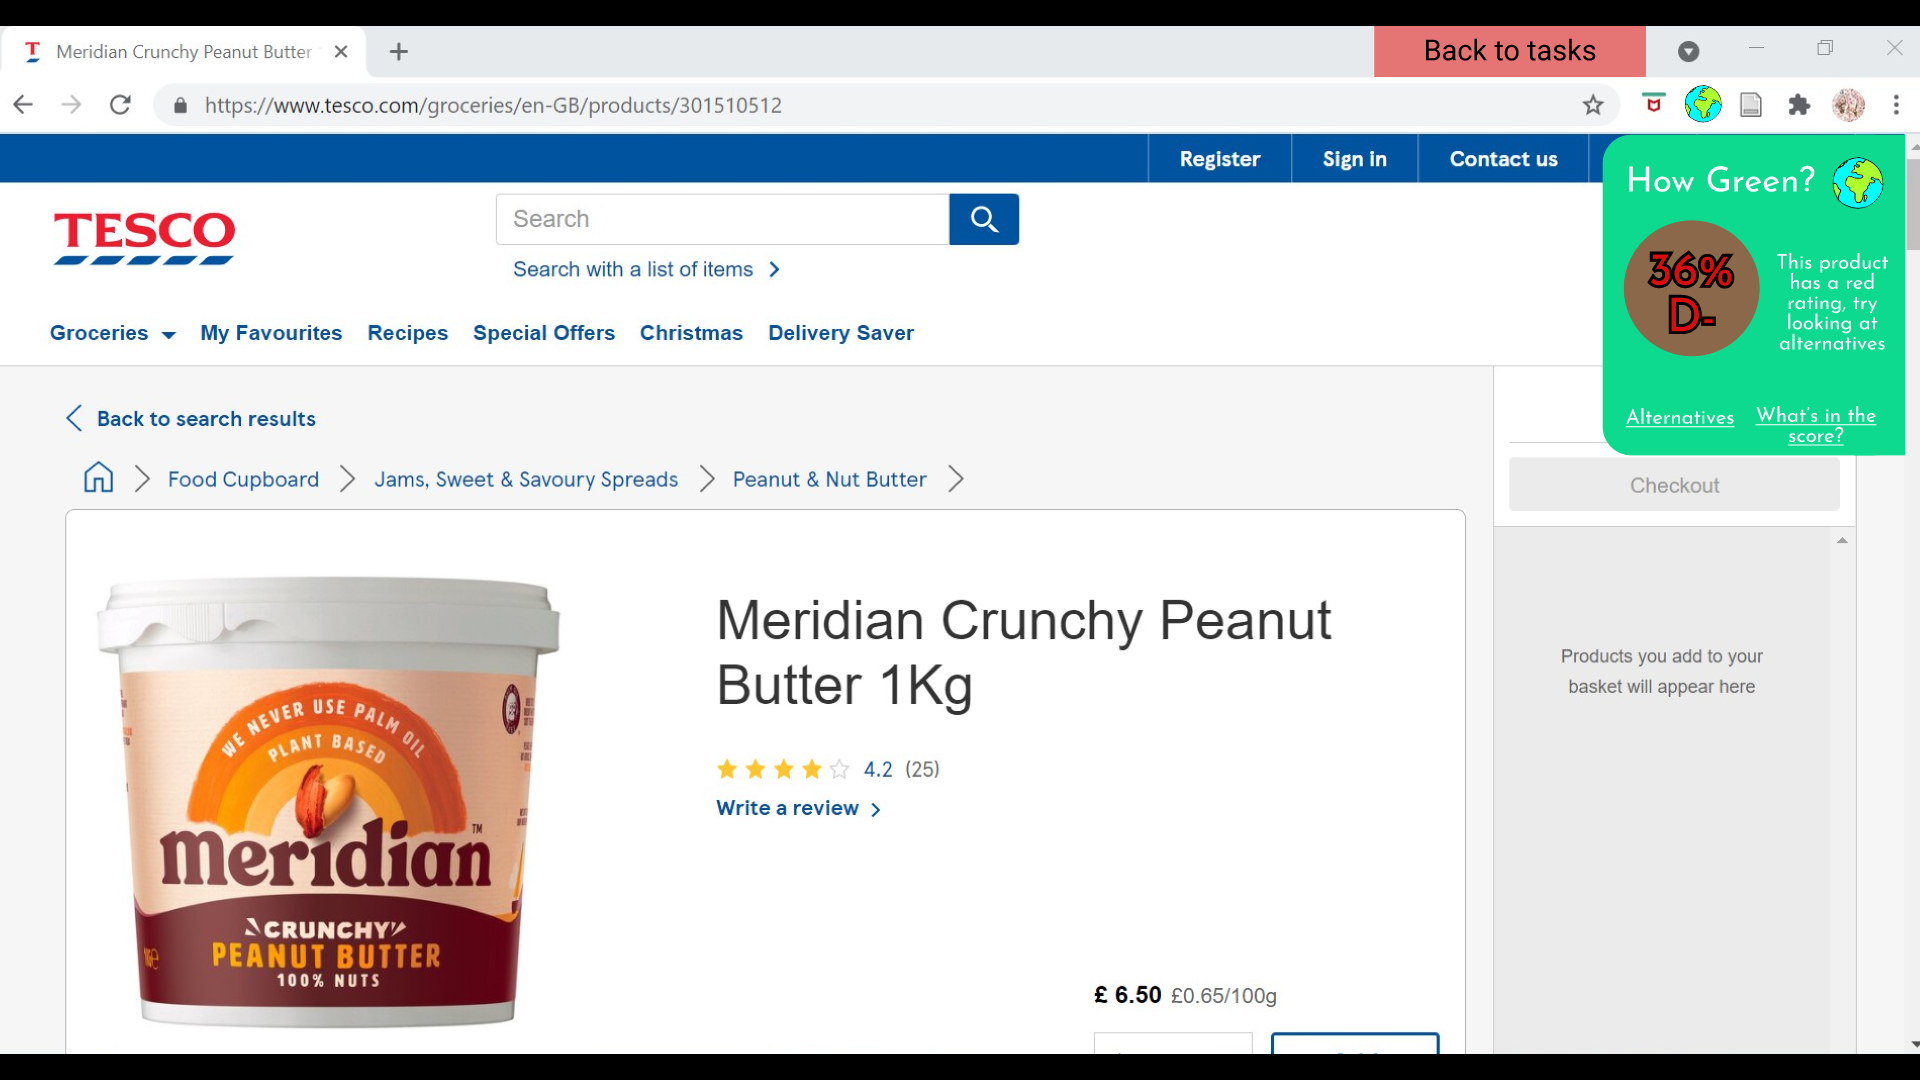 Meridian Crunchy Peanut Butter
Back to tasks
https://www.tesco.com/groceries/en-GB/products/301510512
Register
Sign in
Contact us
How Green?
TESCO
Search
Search with a list of items
36%
D-
This product
has a red
rating, try
looking at
alternatives
Groceries
My Favourites
Recipes
Special Offers
Christmas
Delivery Saver
Alternatives
What's in the
score?
Back to search results
Food Cupboard
Jams, Sweet & Savoury Spreads
Peanut & Nut Butter
Checkout
Meridian Crunchy Peanut
Butter 1Kg
Products you add to your
basket will appear here
WE NEVER USE PALM OIL
PLANT BASED
4.2 (25)
Write a review
meridian™
CRUNCHY
PEANUT BUTTER
100% NUTS
£ 6.50 £0.65/100g